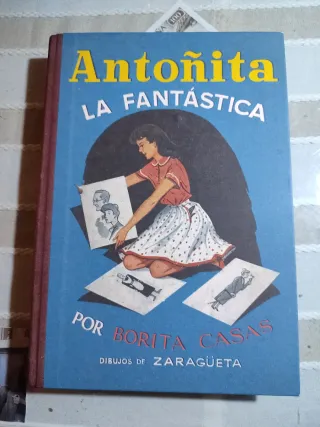 Antoñita
LA FANTÁSTICA
POR BORITA CASAS
DIBUJOS DE ZARAGÜETA